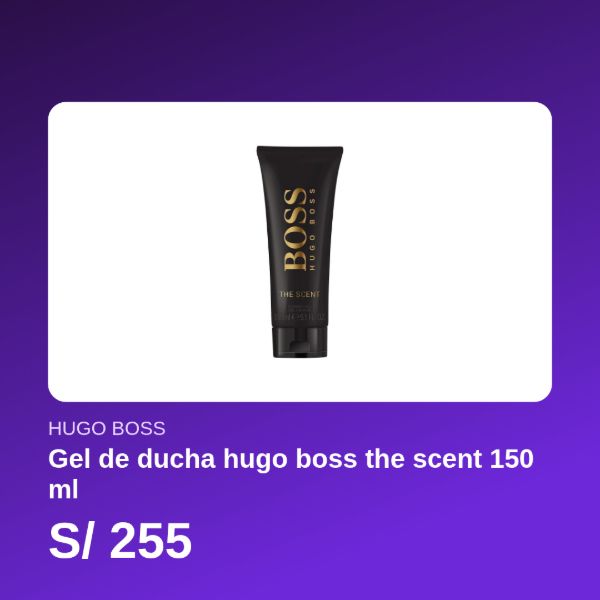 BOSS
HUGO BOSS
THE SCENT
HUGO BOSS
Gel de ducha hugo boss the scent 150
ml
S/ 255